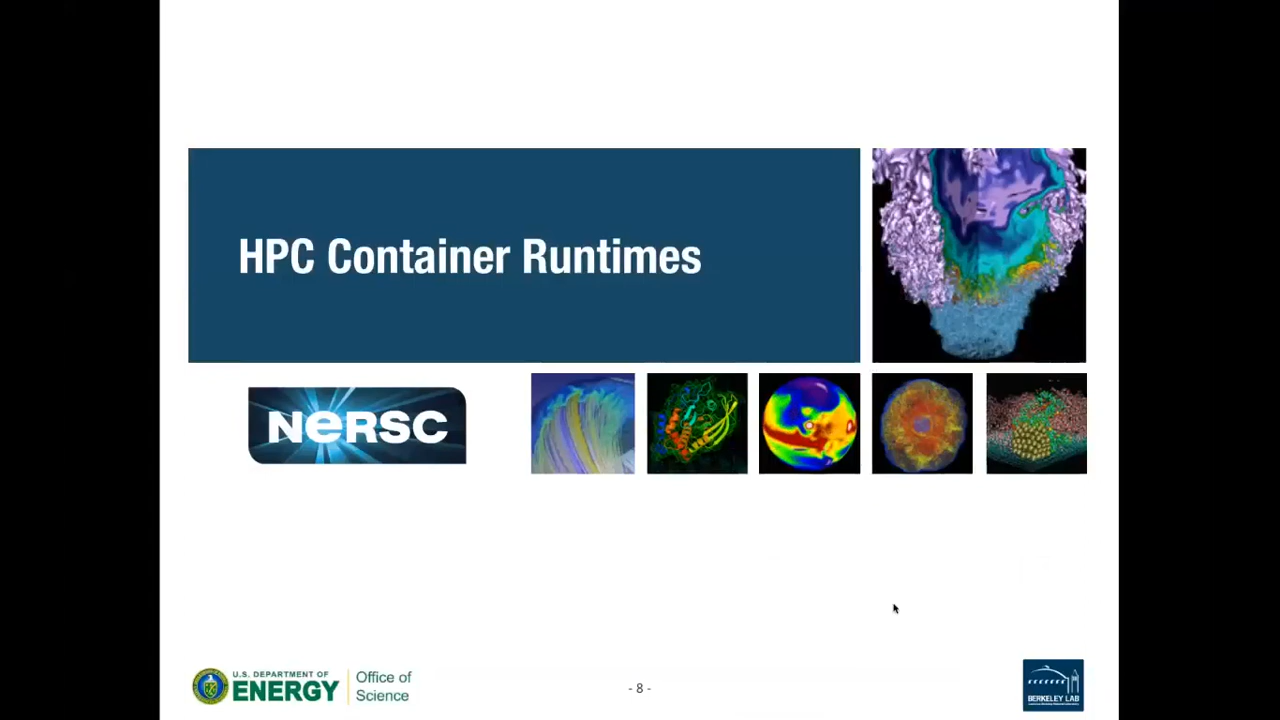 HPC Container Runtimes
NERSC
U.S. DEPARTMENT OF
ENERGY
Office of
Science
- 8 -
BERKELEY LAB